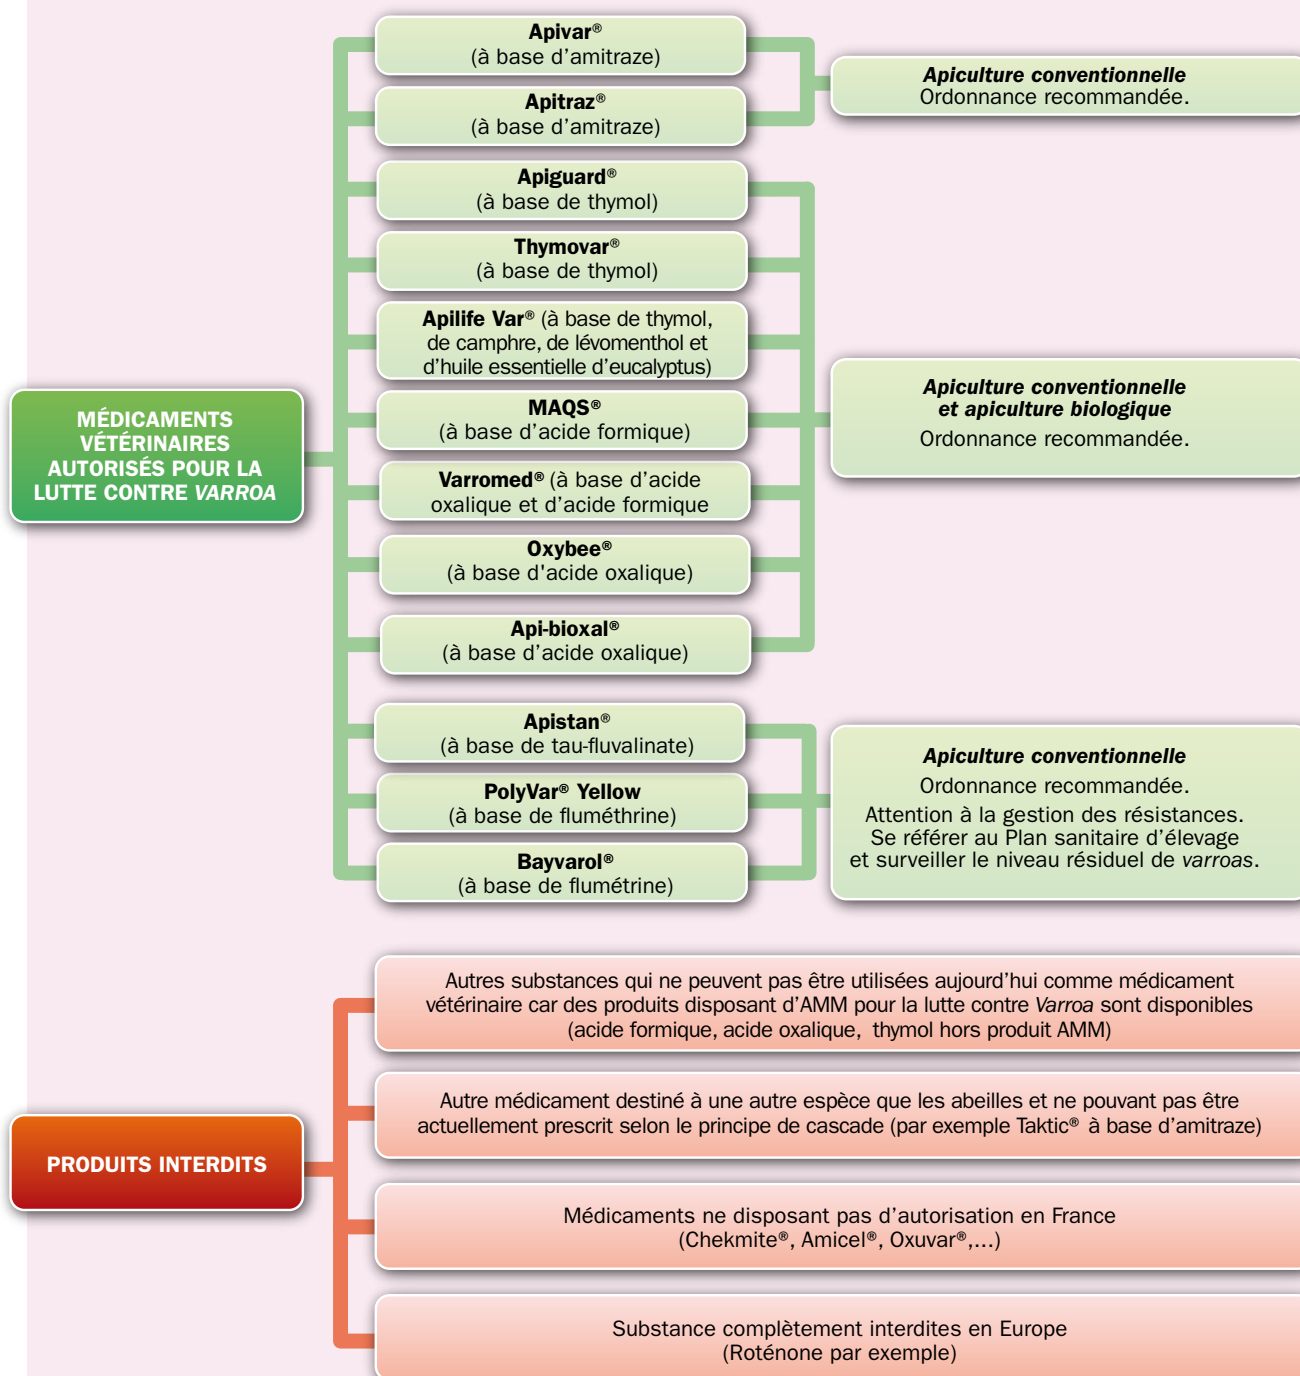 Apivar®
(à base d’amitraze)
Apitraz®
(à base d’amitraze)
Apiculture conventionnelle
Ordonnance recommandée.
Apiguard®
(à base de thymol)
Thymovar®
(à base de thymol)
Apilife Var® (à base de thymol,
de camphre, de lévomenthol et
d’huile essentielle d’eucalyptus)
MAQS®
(à base d’acide formique)
Varromed® (à base d’acide
oxalique et d’acide formique
Oxybee®
(à base d'acide oxalique)
Api-bioxal®
(à base d’acide oxalique)
Apiculture conventionnelle
et apiculture biologique
Ordonnance recommandée.
MÉDICAMENTS
VÉTÉRINAIRES
AUTORISÉS POUR LA
LUTTE CONTRE VARROA
Apistan®
(à base de tau-fluvalinate)
PolyVar® Yellow
(à base de fluméthrine)
Bayvarol®
(à base de flumétrine)
Apiculture conventionnelle
Ordonnance recommandée.
Attention à la gestion des résistances.
Se référer au Plan sanitaire d’élevage
et surveiller le niveau résiduel de varroas.
PRODUITS INTERDITS
Autres substances qui ne peuvent pas être utilisées aujourd’hui comme médicament
vétérinaire car des produits disposant d’AMM pour la lutte contre Varroa sont disponibles
(acide formique, acide oxalique, thymol hors produit AMM)
Autre médicament destiné à une autre espèce que les abeilles et ne pouvant pas être
actuellement prescrit selon le principe de cascade (par exemple Taktic® à base d’amitraze)
Médicaments ne disposant pas d’autorisation en France
(Chekmite®, Amicel®, Oxuvar®,...)
Substance complètement interdites en Europe
(Roténone par exemple)